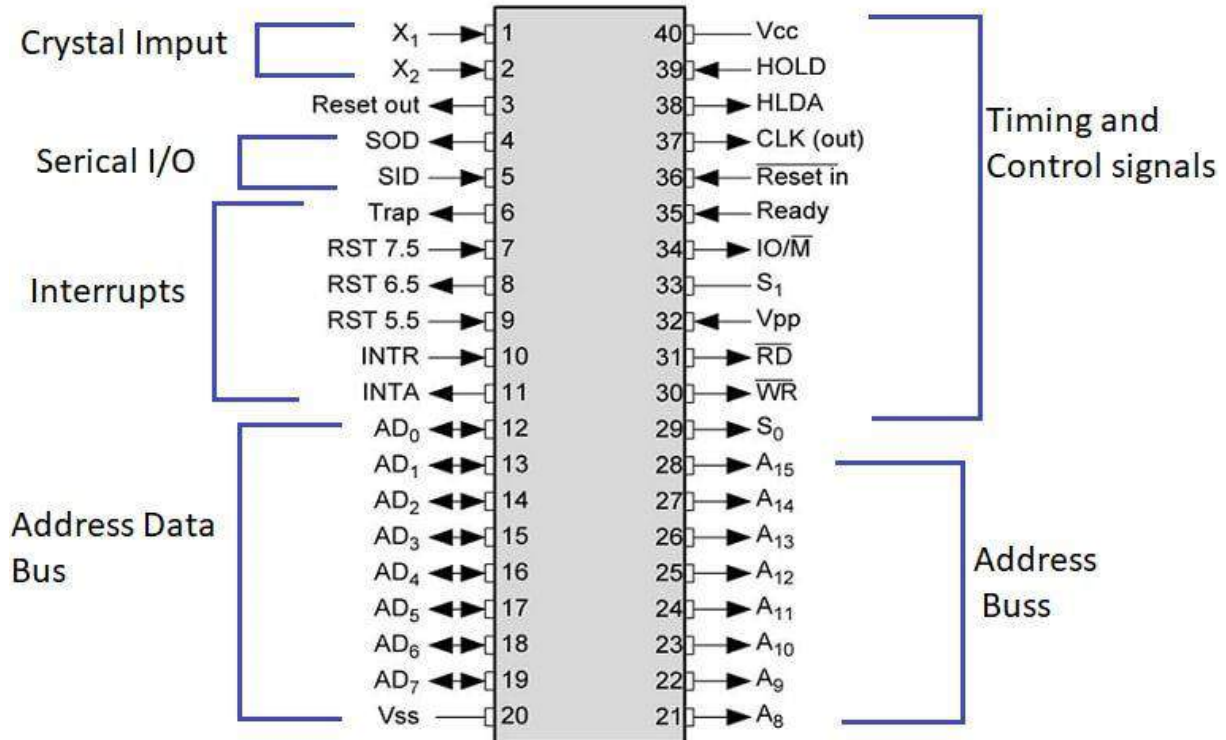 Crystal Imput
Serical I/O
Interrupts
Address Data
Bus
X₁ 1
X₂ 2
Reset out 3
SOD 4
SID 5
Trap 6
RST 7.5 7
RST 6.5 8
RST 5.5 9
INTR 10
INTA 11
AD₀ 12
AD₁ 13
AD₂ 14
AD₃ 15
AD₄ 16
AD₅ 17
AD₆ 18
AD₇ 19
Vss 20
40 Vcc
39 HOLD
38 HLDA
37 CLK (out)
36 R̅e̅s̅e̅t̅ ̅i̅n̅
35 Ready
34 IO/M̅
33 S₁
32 Vpp
31 R̅D̅
30 W̅R̅
29 S₀
28 A₁₅
27 A₁₄
26 A₁₃
25 A₁₂
24 A₁₁
23 A₁₀
22 A₉
21 A₈
Timing and
Control signals
Address
Buss